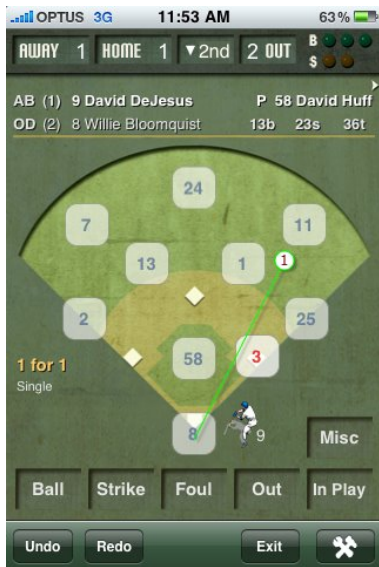 OPTUS 3G 11:53 AM 63%
AWAY 1 HOME 1 ▼2nd 2 OUT B S
AB (1) 9 David DeJesus P 58 David Huff
OD (2) 8 Willie Bloomquist 13b 23s 36t
24
7 11
13 1 1
2 25
1 for 1 58 3
Single
8 9
Misc
Ball Strike Foul Out In Play
Undo Redo Exit